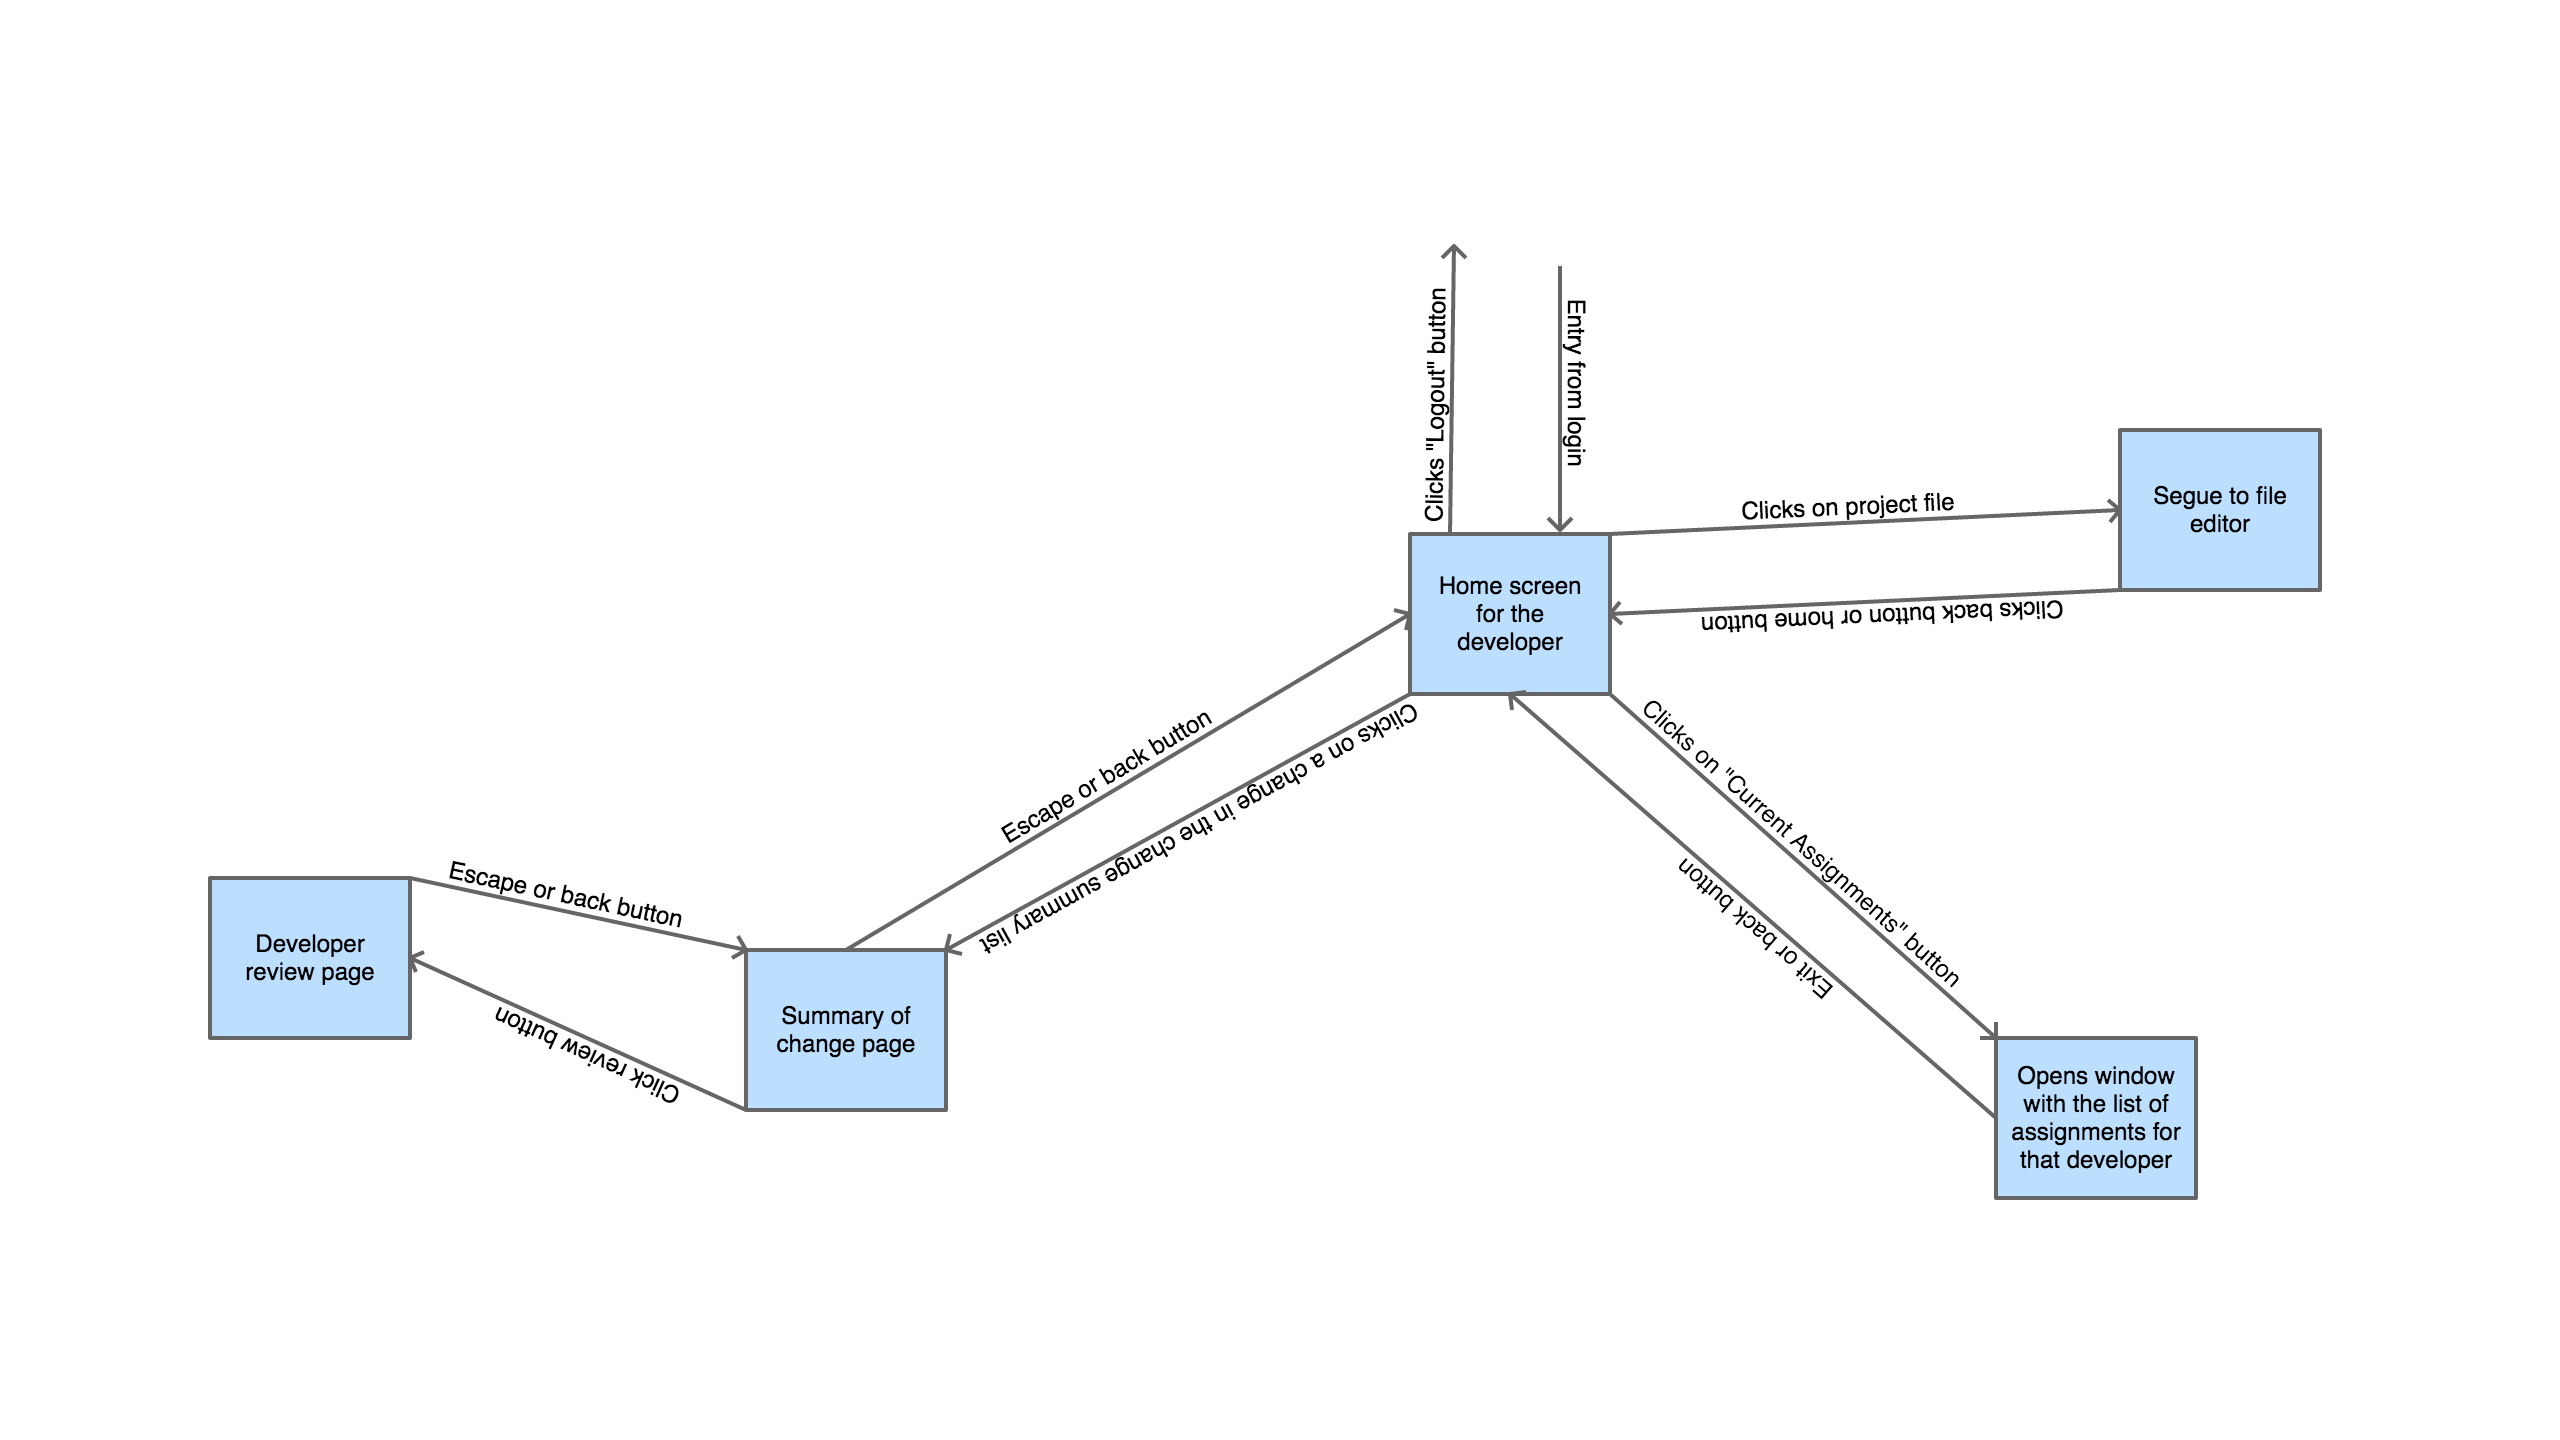 Clicks "Logout" button
Entry from login
Clicks on project file
Segue to file
editor
Clicks back button or home button
Home screen
for the
developer
Escape or back button
Clicks on a change in the change summary list
Clicks on "Current Assignments" button
Exit or back button
Escape or back button
Developer
review page
Click review button
Summary of
change page
Opens window
with the list of
assignments for
that developer